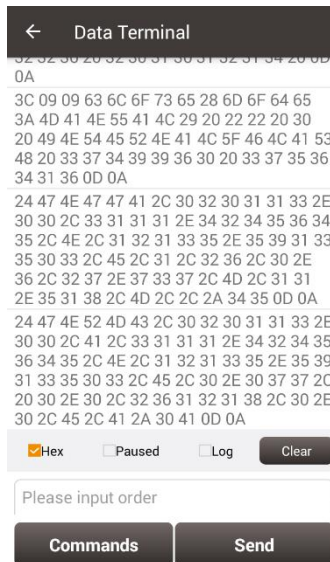 Data Terminal
0A
3C 09 09 63 6C 6F 73 65 28 6D 6F 64 65
3A 4D 41 4E 55 41 4C 29 20 22 22 20 30
20 49 4E 54 45 52 4E 41 4C 5F 46 4C 41 53
48 20 33 37 34 39 39 36 30 20 33 37 35 36
34 31 36 0D 0A
24 47 4E 47 47 41 2C 30 32 30 31 31 33 2E
30 30 2C 33 31 31 31 2E 34 32 34 35 36 34
35 2C 4E 2C 31 32 31 33 35 2E 35 39 31 33
35 30 33 2C 45 2C 31 2C 32 36 2C 30 2E
36 2C 32 37 2E 37 33 37 2C 4D 2C 31 31
2E 35 31 38 2C 4D 2C 2C 2A 34 35 0D 0A
24 47 4E 52 4D 43 2C 30 32 30 31 31 33 2E
30 30 2C 41 2C 33 31 31 31 2E 34 32 34 35
36 34 35 2C 4E 2C 31 32 31 33 35 2E 35 39
31 33 35 30 33 2C 45 2C 30 2E 30 37 37 2C
20 30 2E 30 2C 32 36 31 32 31 38 2C 30 2E
30 2C 45 2C 41 2A 30 41 0D 0A
Hex Paused Log Clear
Please input order
Commands Send